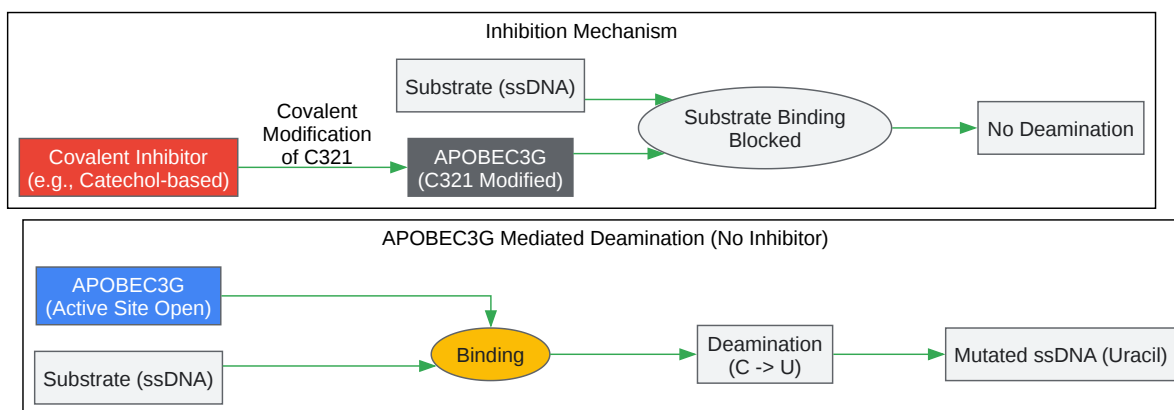 Inhibition Mechanism
Substrate (ssDNA)
Covalent
Modification
of C321
Covalent Inhibitor
(e.g., Catechol-based)
APOBEC3G
(C321 Modified)
Substrate Binding
Blocked
No Deamination
APOBEC3G Mediated Deamination (No Inhibitor)
APOBEC3G
(Active Site Open)
Substrate (ssDNA)
Binding
Deamination
(C -> U)
Mutated ssDNA (Uracil)